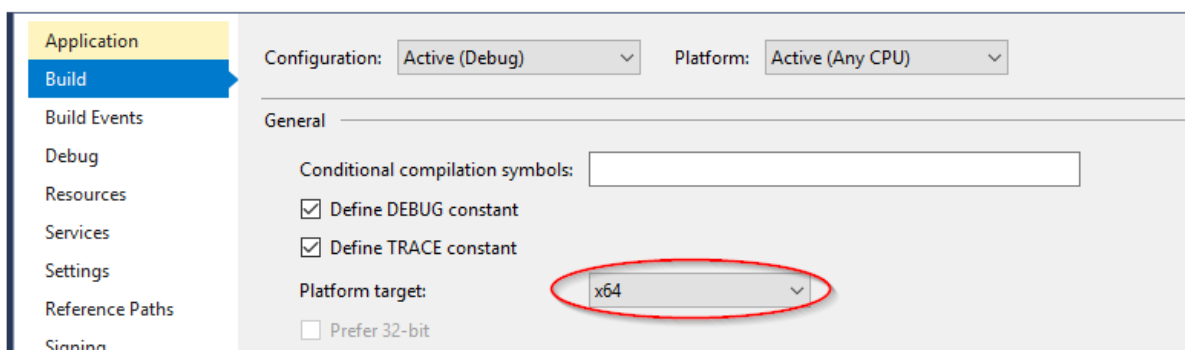 Application
Build
Build Events
Debug
Resources
Services
Settings
Reference Paths
Signing
Configuration: Active (Debug) Platform: Active (Any CPU)
General
Conditional compilation symbols:
Define DEBUG constant
Define TRACE constant
Platform target: x64
Prefer 32-bit